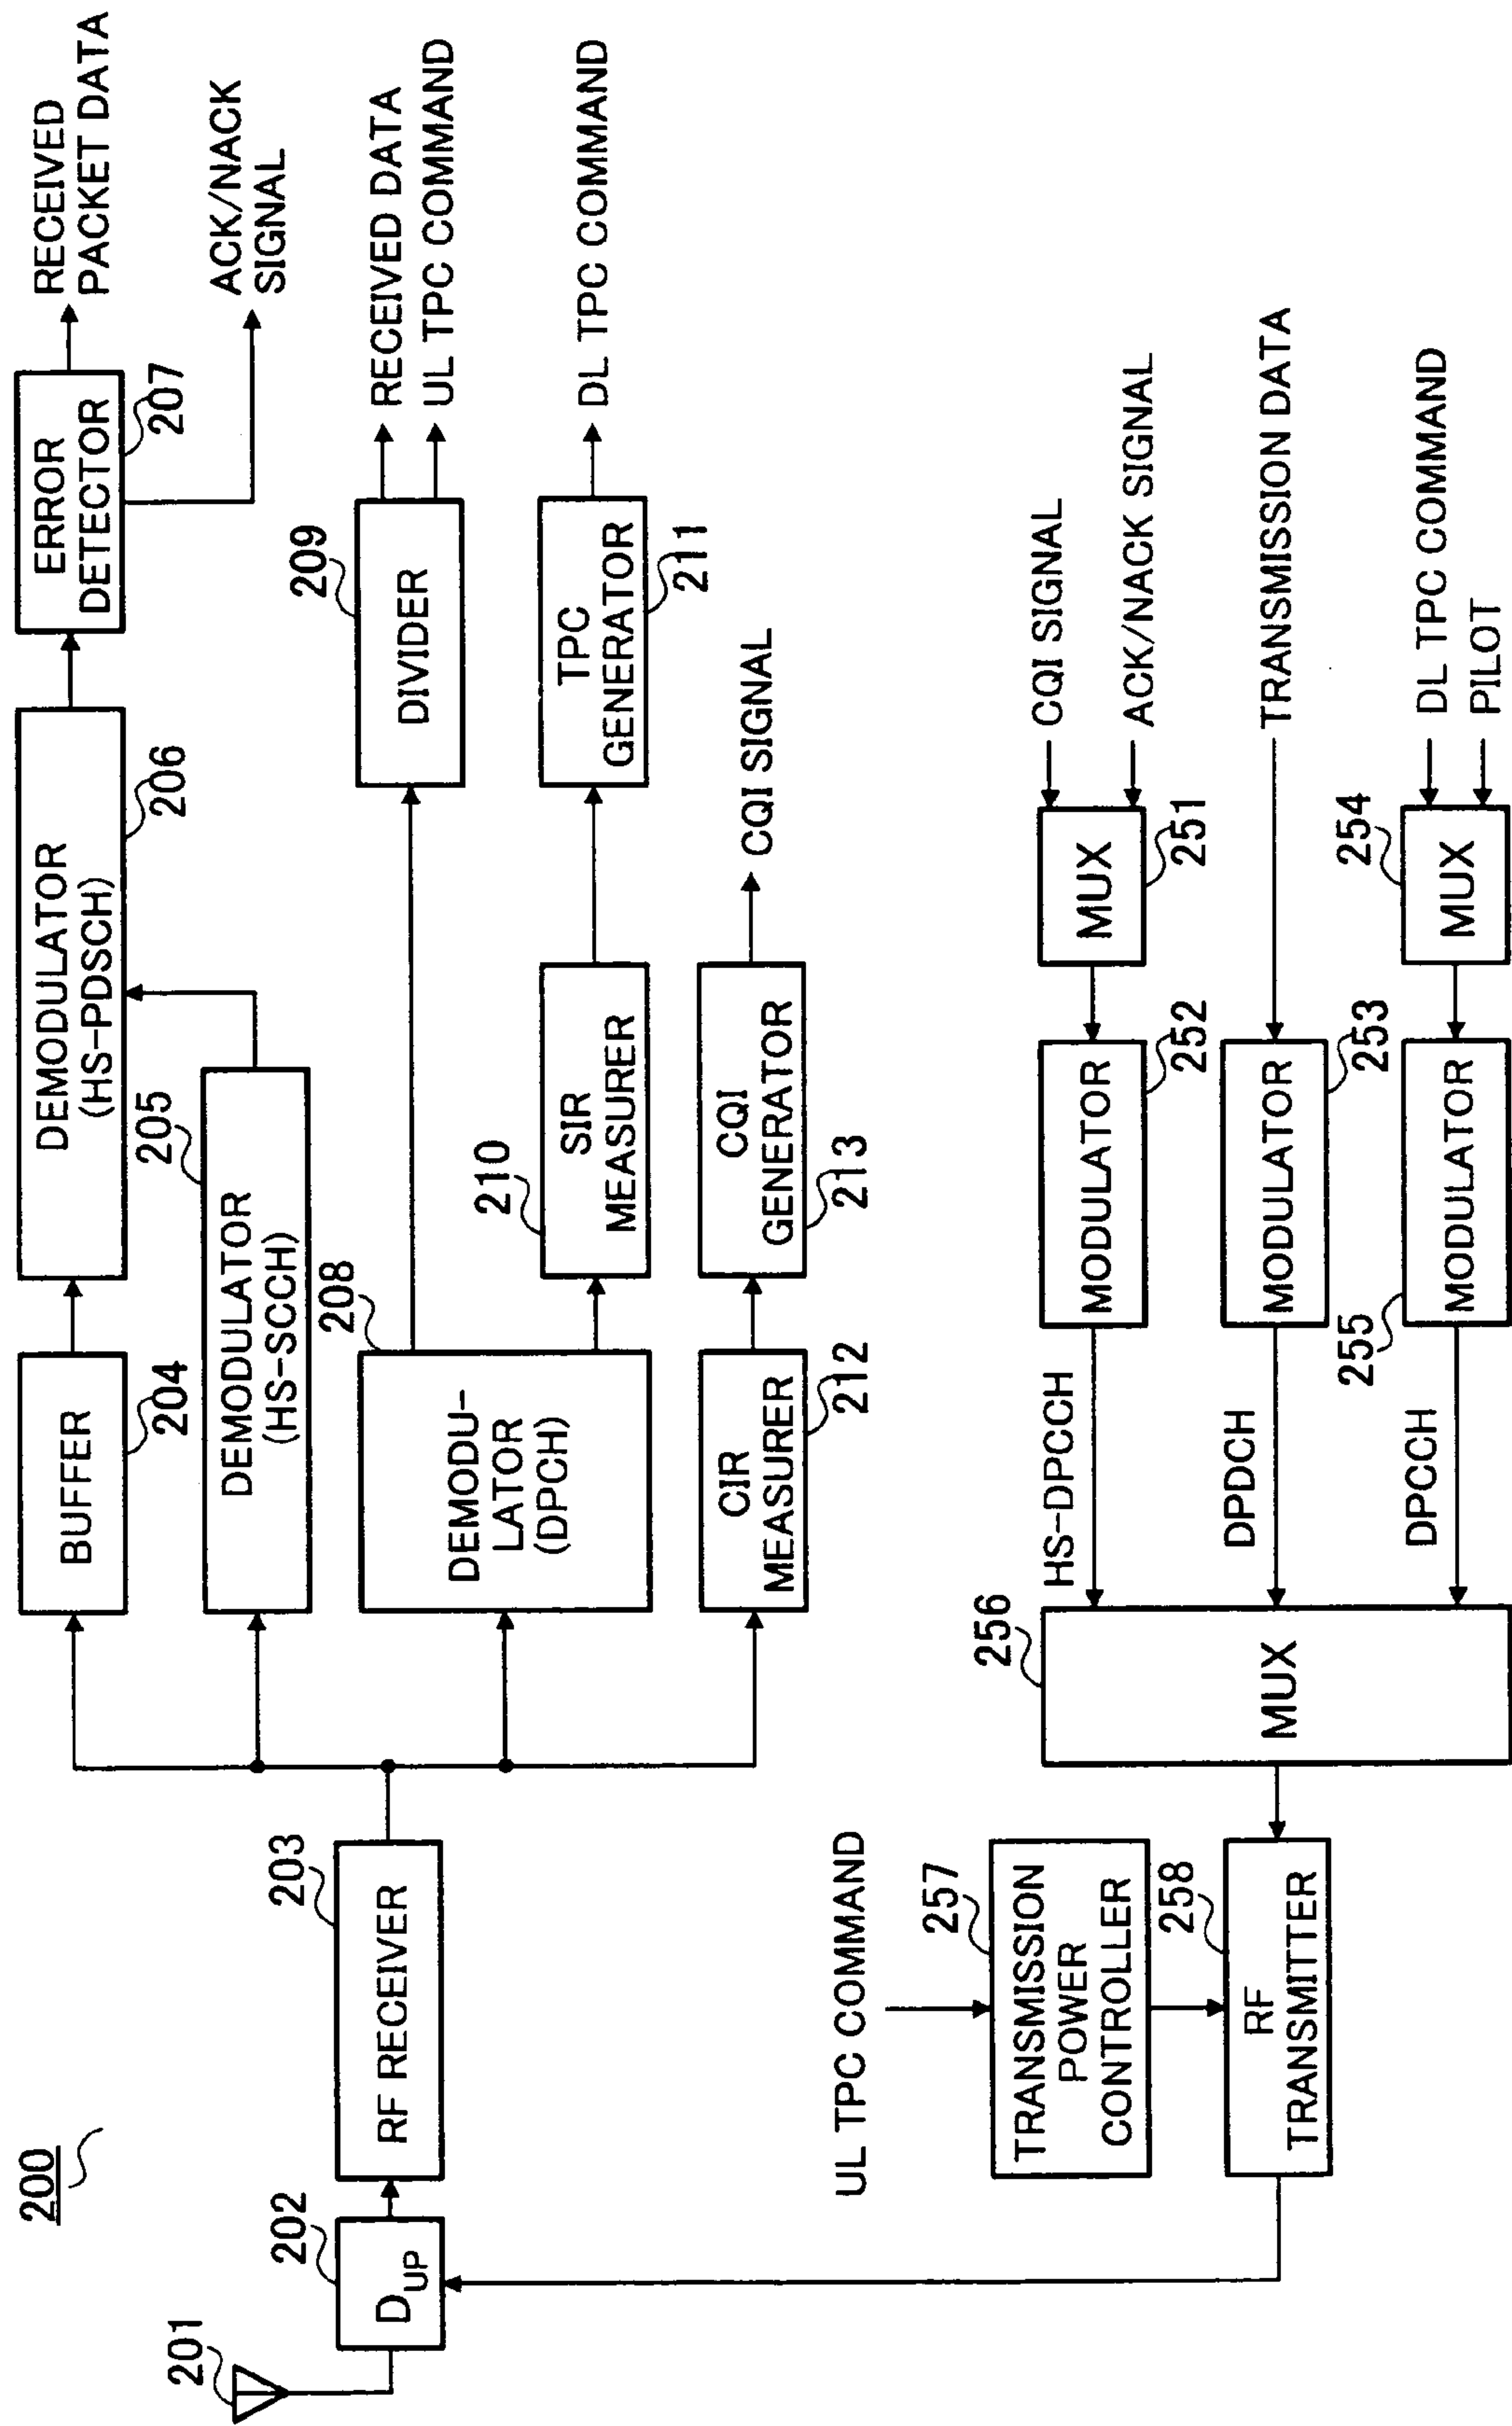 200
201
202
D UP
203
RF RECEIVER
BUFFER
204
205
DEMODULATOR
(HS-SCCH)
DEMODULATOR
(HS-PDSCH)
206
ERROR
DETECTOR
207
RECEIVED
PACKET DATA
ACK/NACK
SIGNAL
208
DEMODU-
LATOR
(DPCH)
209
DIVIDER
RECEIVED DATA
UL TPC COMMAND
210
SIR
MEASURER
TPC
GENERATOR
211
DL TPC COMMAND
CIR
MEASURER
212
CQI
GENERATOR
213
CQI SIGNAL
UL TPC COMMAND
257
TRANSMISSION
POWER
CONTROLLER
258
RF
TRANSMITTER
256
MUX
HS-DPCCH
MODULATOR
252
MUX
251
CQI SIGNAL
ACK/NACK SIGNAL
DPDCH
MODULATOR
253
TRANSMISSION DATA
DPCCH
255
MODULATOR
254
MUX
DL TPC COMMAND
PILOT